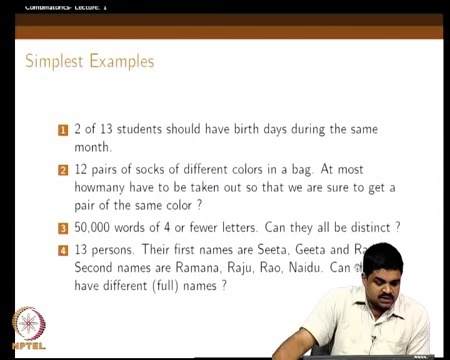 Combinatorics- Lecture: 1
Simplest Examples
1 2 of 13 students should have birth days during the same
month.
2 12 pairs of socks of different colors in a bag. At most
howmany have to be taken out so that we are sure to get a
pair of the same color ?
3 50,000 words of 4 or fewer letters. Can they all be distinct ?
4 13 persons. Their first names are Seeta, Geeta and
Second names are Ramana, Raju, Rao, Naidu. Can
have different (full) names ?
NPTEL